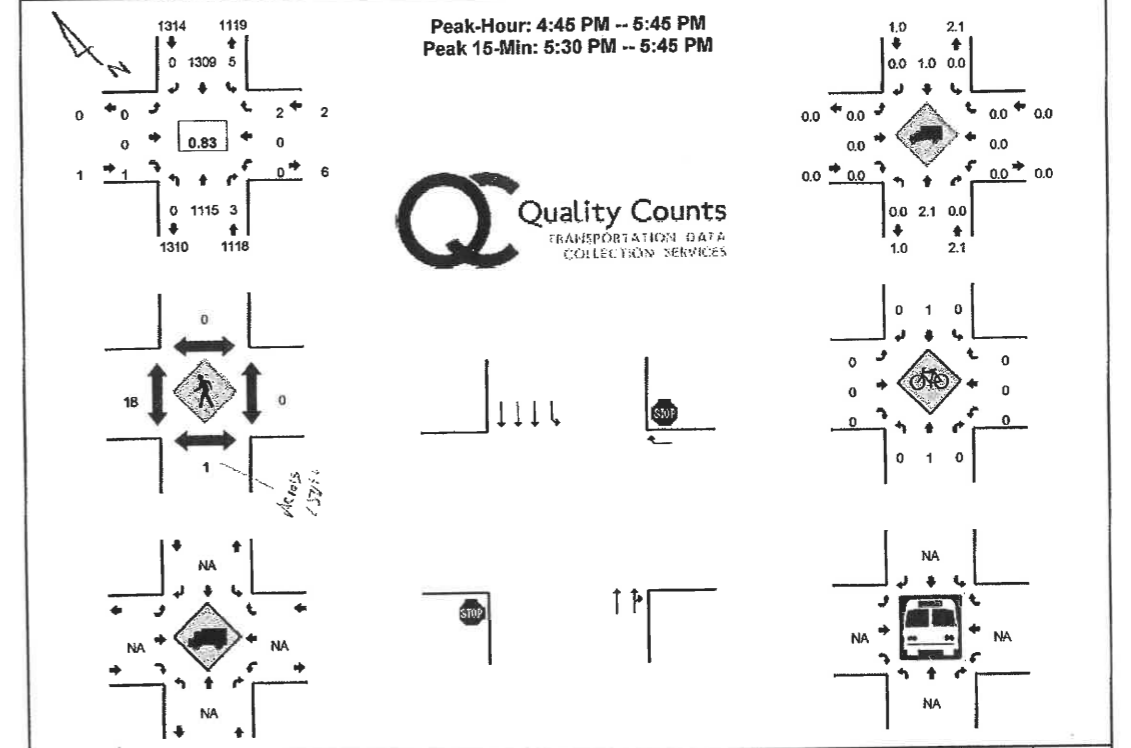 Peak-Hour: 4:45 PM -- 5:45 PM
Peak 15-Min: 5:30 PM -- 5:45 PM
1314 1119
0 1309 5
0 0 2 2
0 0.83 0
1 1 0 6
0 1115 3
1310 1118
N
1.0 2.1
0.0 1.0 0.0
0.0 0.0 0.0 0.0
0.0 0.0
0.0 0.0 0.0 0.0
0.0 2.1 0.0
1.0 2.1
QC Quality Counts
TRANSPORTATION DATA
COLLECTION SERVICES
0
18 0
1
Across
STOP
0 1 0
0 0
0 0
0 0
0 1 0
NA
NA NA
NA
STOP
NA
NA NA
NA